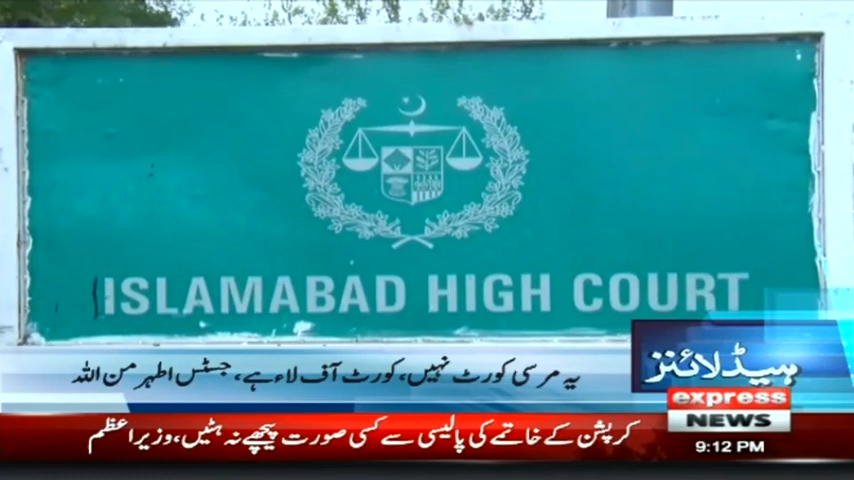 ISLAMABAD HIGH COURT
ہیڈلائنز
یہ مرسی کورٹ نہیں، کورٹ آف لاء ہے، جسٹس اطہر من اللہ
express
NEWS
کرپشن کے خاتمے کی پالیسی سے کسی صورت پیچھے نہ ہٹیں، وزیراعظم
9:12 PM